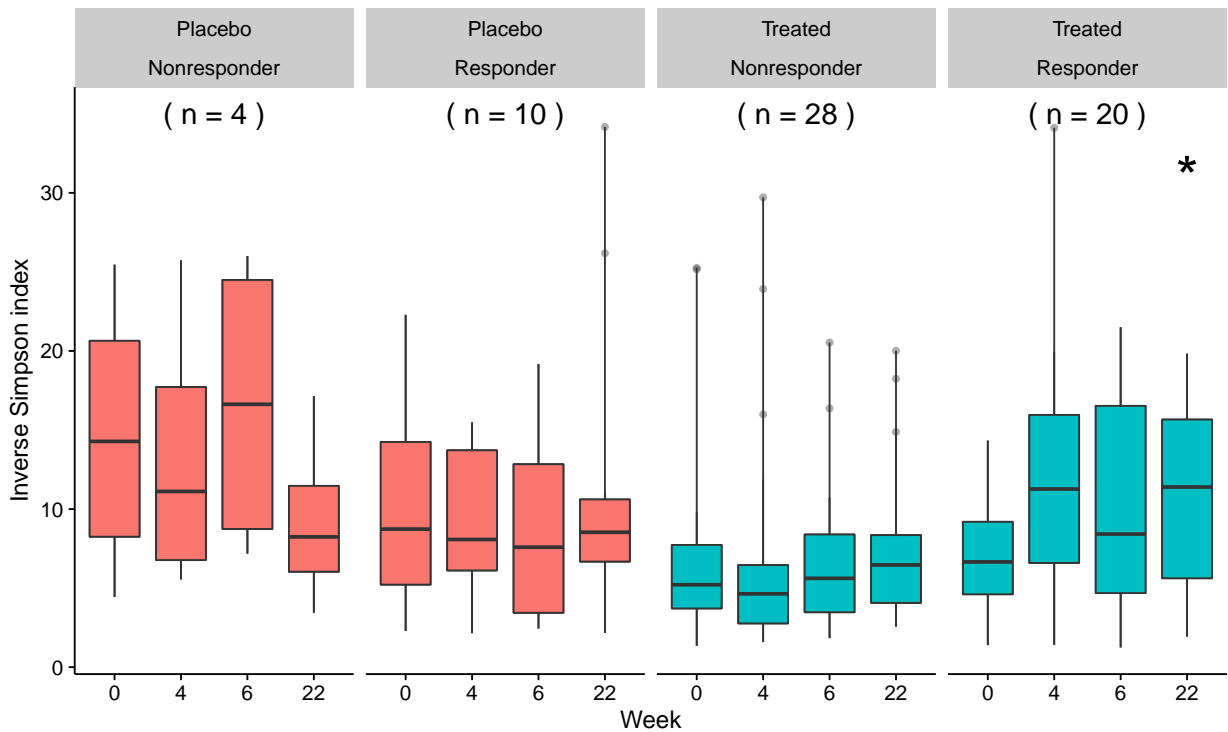 Placebo
Nonresponder
Placebo
Responder
Treated
Nonresponder
Treated
Responder
( n = 4 )
( n = 10 )
( n = 28 )
( n = 20 )
*
Inverse Simpson index
30
20
10
0
0 4 6 22
0 4 6 22
0 4 6 22
0 4 6 22
Week